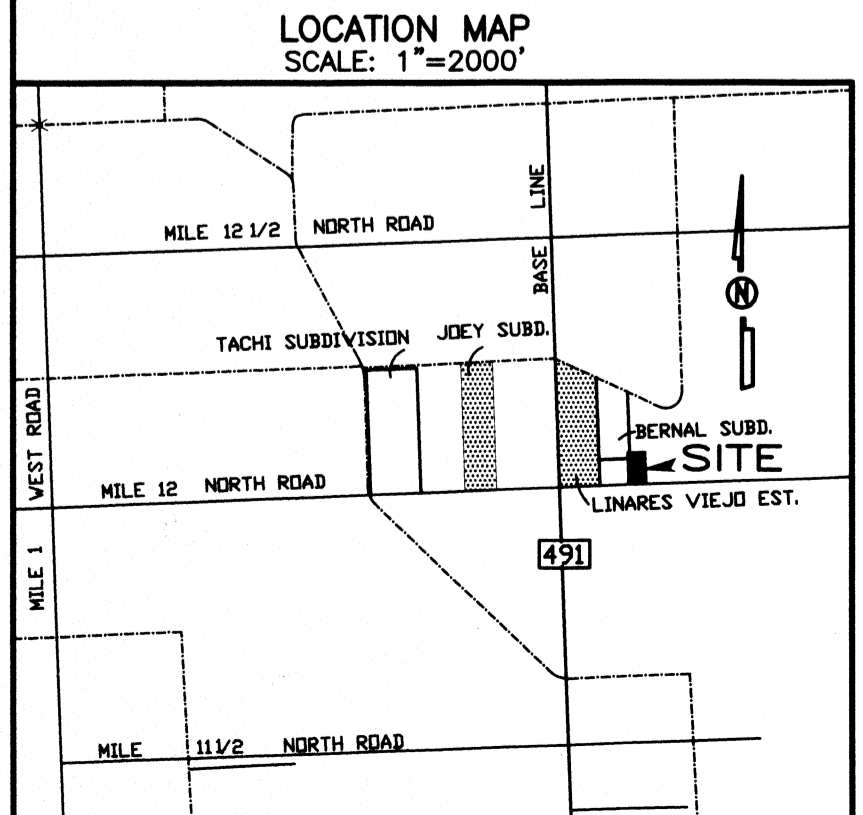 LOCATION MAP
SCALE: 1"=2000'
LINE
BASE
MILE 12 1/2 NORTH ROAD
N
TACHI SUBDIVISION
JOEY SUBD.
BERNAL SUBD.
SITE
WEST ROAD
MILE 12 NORTH ROAD
LINARES VIEJO EST.
491
MILE 1
MILE 11 1/2 NORTH ROAD